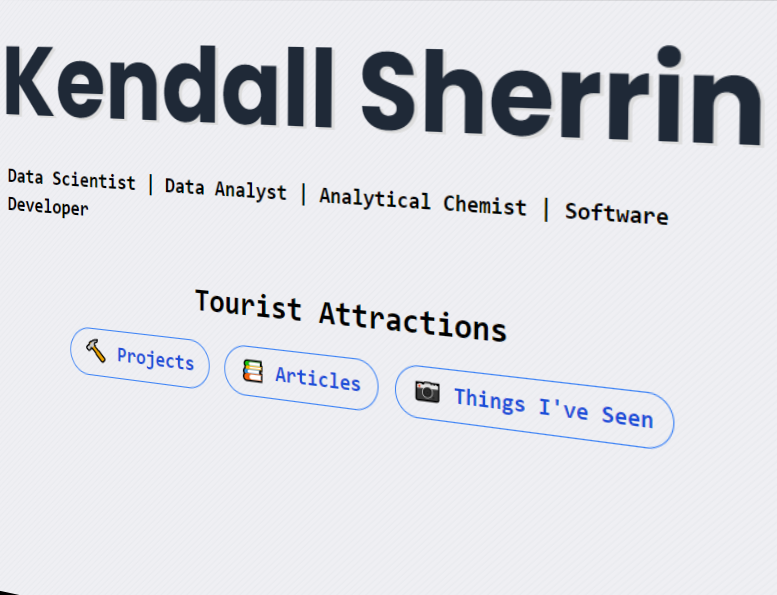 Kendall Sherrin
Data Scientist | Data Analyst | Analytical Chemist | Software
Developer
Tourist Attractions
Projects
Articles
Things I've Seen